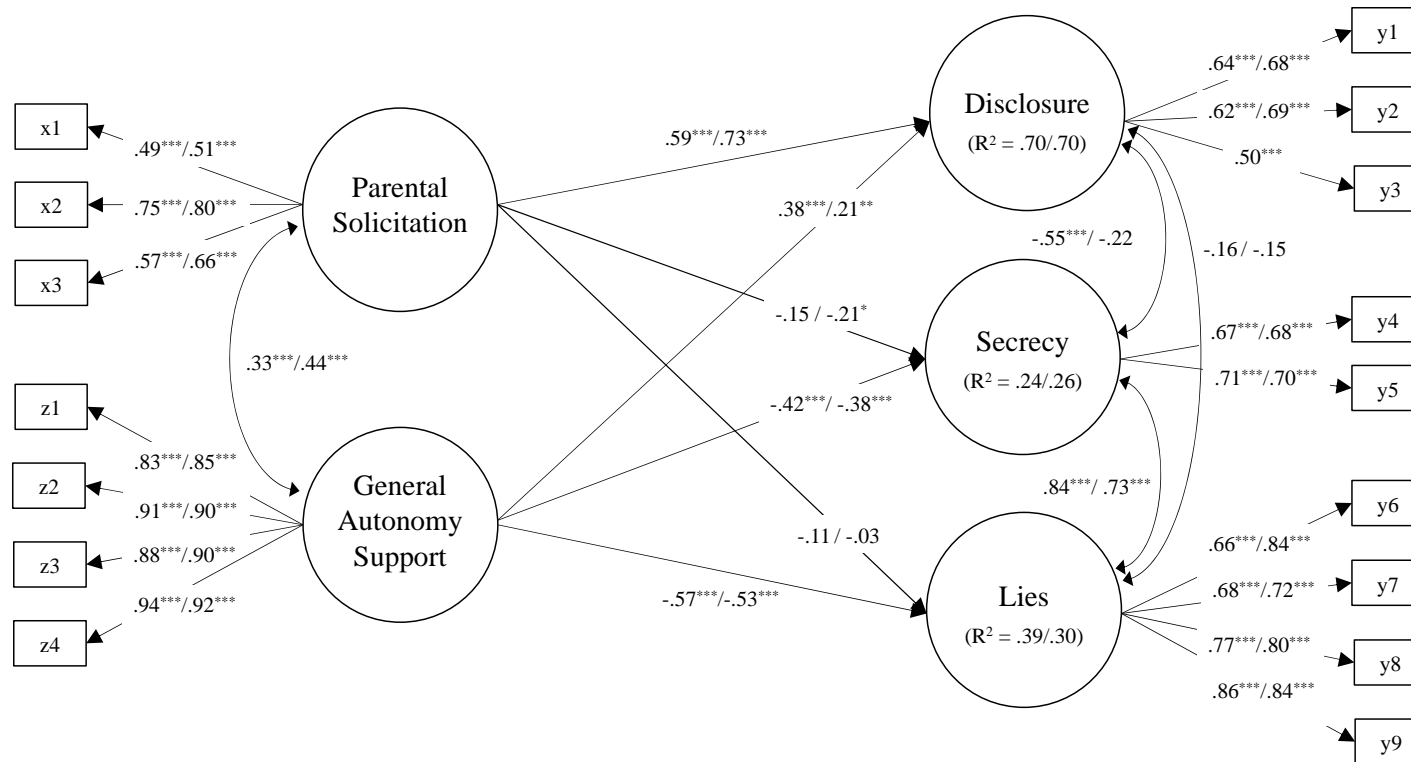 x1
x2
x3
.49***/.51***
.75***/.80***
.57***/.66***
Parental
Solicitation
.33***/.44***
z1
z2
z3
z4
.83***/.85***
.91***/.90***
.88***/.90***
.94***/.92***
General
Autonomy
Support
.59***/.73***
.38***/.21**
-.15 / -.21*
-.42***/ -.38***
-.11 / -.03
-.57***/-.53***
Disclosure
(R² = .70/.70)
-.55***/ -.22
-.16 / -.15
Secrecy
(R² = .24/.26)
.84***/ .73***
Lies
(R² = .39/.30)
.64***/.68***
.62***/.69***
.50***
y1
y2
y3
.67***/.68***
.71***/.70***
y4
y5
.66***/.84***
.68***/.72***
.77***/.80***
.86***/.84***
y6
y7
y8
y9